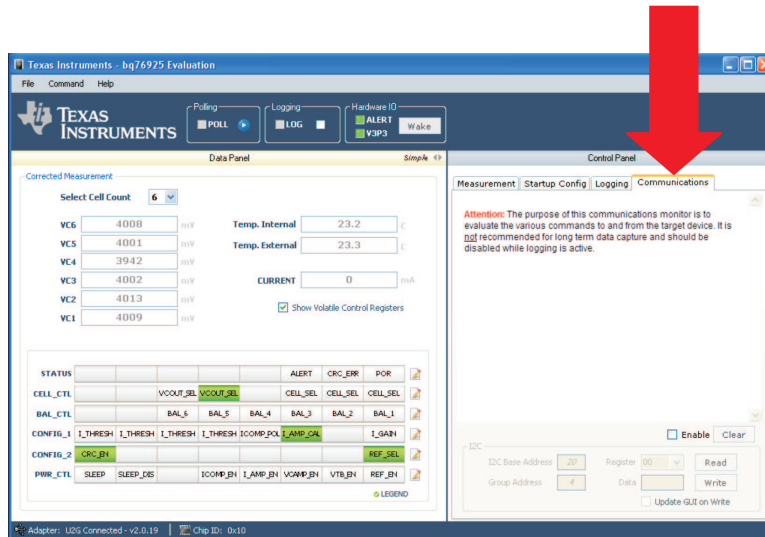 Texas Instruments - bq76925 Evaluation
File Command Help
TEXAS INSTRUMENTS
Polling
POLL
Logging
LOG
Hardware IO
ALERT
V3P3
Wake
Data Panel
Simple
Corrected Measurement
Select Cell Count 6
VC6 4008 mV Temp. Internal 23.2 C
VC5 4001 mV Temp. External 23.3 C
VC4 3942 mV
VC3 4002 mV CURRENT 0 mA
VC2 4013 mV Show Volatile Control Registers
VC1 4009 mV
STATUS ALERT CRC_ERR POR
CELL_CTL VCOUT_SEL VCOUT_SEL CELL_SEL CELL_SEL CELL_SEL
BAL_CTL BAL_6 BAL_5 BAL_4 BAL_3 BAL_2 BAL_1
CONFIG_1 I_THRESH I_THRESH I_THRESH I_THRESH ICOMP_POL I_AMP_CAL I_GAIN
CONFIG_2 CRC_EN REF_SEL
PWR_CTL SLEEP SLEEP_DIS ICOMP_EN I_AMP_EN VCAMP_EN VTB_EN REF_EN
LEGEND
Control Panel
Measurement Startup Config Logging Communications
Attention: The purpose of this communications monitor is to
evaluate the various commands to and from the target device. It is
not recommended for long term data capture and should be
disabled while logging is active.
Enable Clear
I2C
I2C Base Address 20 Register 00 Read
Group Address 4 Data Write
Update GUI on Write
Adapter: U2G Connected - v2.0.19 Chip ID: 0x10